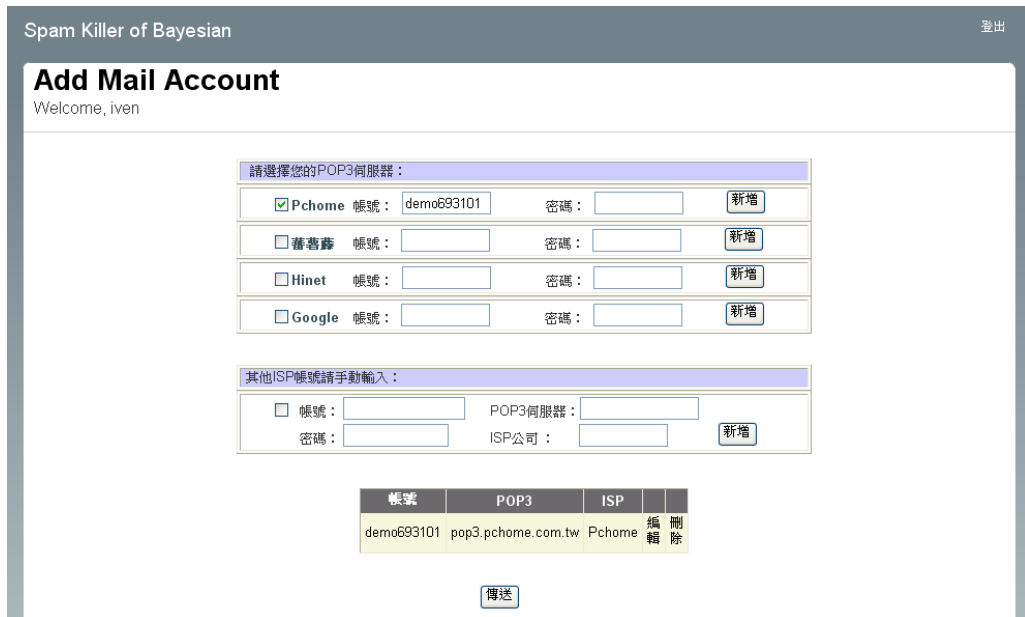 Spam Killer of Bayesian 登出
Add Mail Account
Welcome, iven
請選擇您的POP3伺服器：
Pchome 帳號： demo693101 密碼： 新增
蕃薯藤 帳號： 密碼： 新增
Hinet 帳號： 密碼： 新增
Google 帳號： 密碼： 新增
其他ISP帳號請手動輸入：
帳號： POP3伺服器：
密碼： ISP公司 ： 新增
帳號 POP3 ISP
demo693101 pop3.pchome.com.tw Pchome 編輯 刪除
傳送